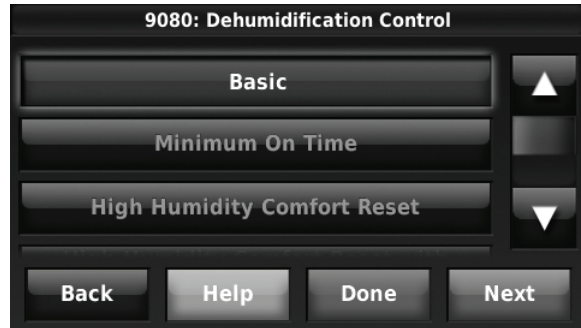 9080: Dehumidification Control
Basic
Minimum On Time
High Humidity Comfort Reset
Back
Help
Done
Next